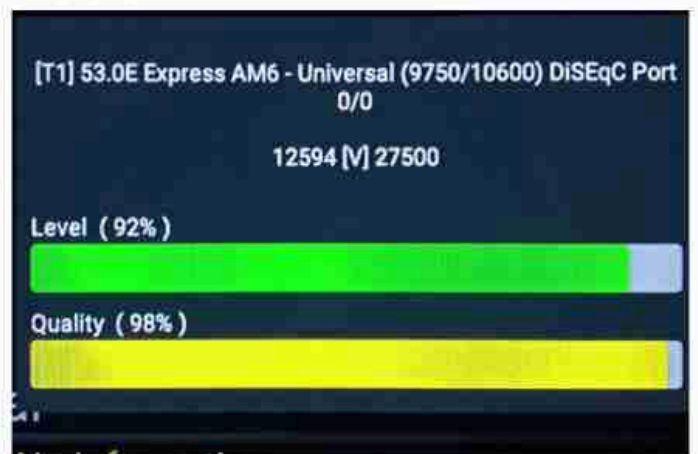 [T1] 53.0E Express AM6 - Universal (9750/10600) DiSEqC Port
0/0
12594 [V] 27500
Level ( 92% )
Quality ( 98% )